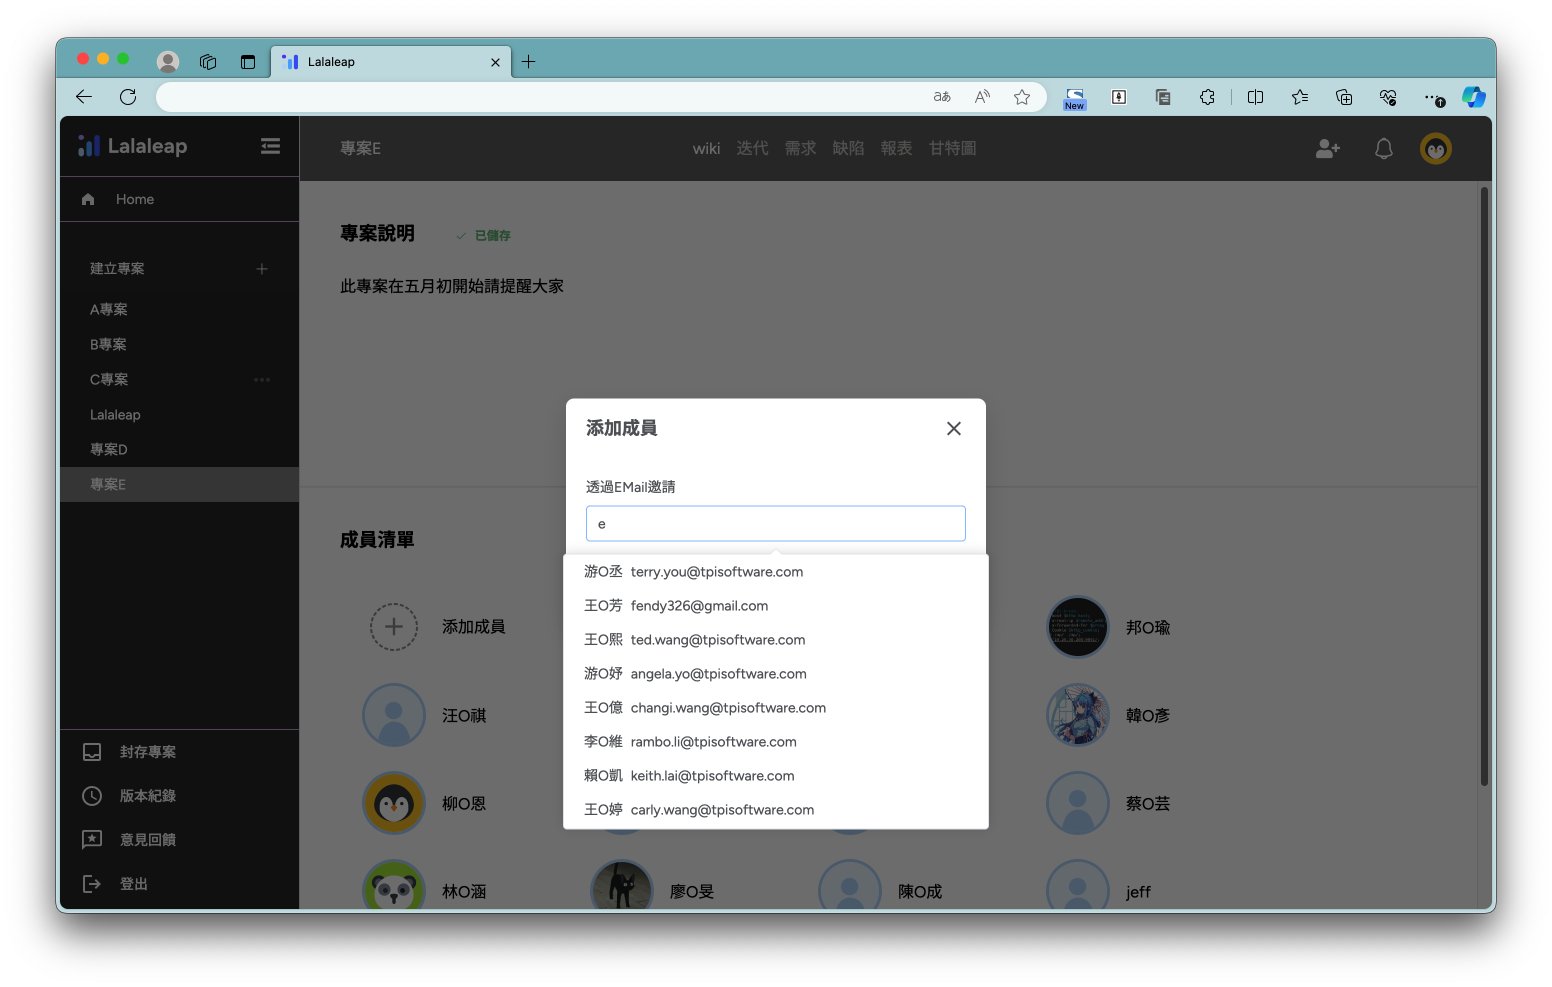 Lalaleap
aあ
A
New
Lalaleap
專案E
wiki 迭代 需求 缺陷 報表 甘特圖
Home
建立專案
A專案
B專案
C專案
Lalaleap
專案D
專案E
封存專案
版本紀錄
意見回饋
登出
專案說明
已儲存
此專案在五月初開始請提醒大家
成員清單
添加成員
邦O瑜
汪O祺
韓O彥
柳O恩
蔡O芸
林O涵
廖O旻
陳O成
jeff
添加成員
透過EMail邀請
e
游O丞 terry.you@tpisoftware.com
王O芳 fendy326@gmail.com
王O熙 ted.wang@tpisoftware.com
游O妤 angela.yo@tpisoftware.com
王O億 changi.wang@tpisoftware.com
李O維 rambo.li@tpisoftware.com
賴O凱 keith.lai@tpisoftware.com
王O婷 carly.wang@tpisoftware.com